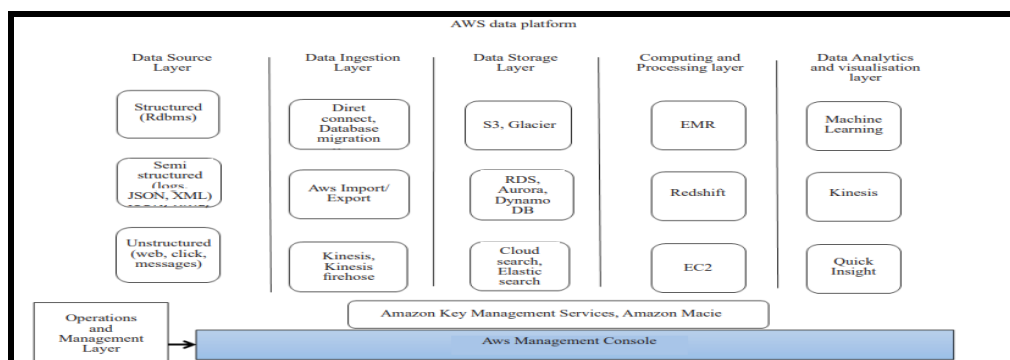 AWS data platform
Data Source
Layer
Data Ingestion
Layer
Data Storage
Layer
Computing and
Processing layer
Data Analytics
and visualisation
layer
Structured
(Rdbms)
Diret
connect,
Database
migration
S3, Glacier
EMR
Machine
Learning
Semi
structured
(logs,
JSON, XML)
Aws Import/
Export
RDS,
Aurora,
Dynamo
DB
Redshift
Kinesis
Unstructured
(web, click,
messages)
Kinesis,
Kinesis
firehose
Cloud
search,
Elastic
search
EC2
Quick
Insight
Operations
and
Management
Layer
Amazon Key Management Services, Amazon Macie
Aws Management Console